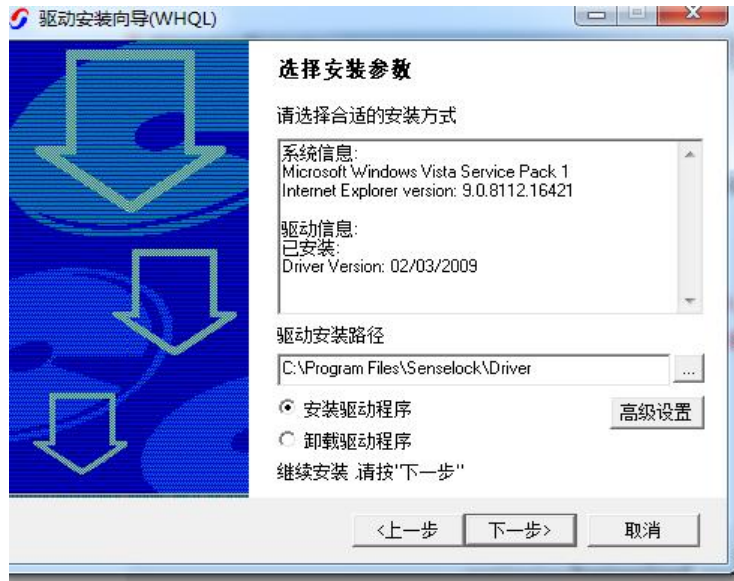 驱动安装向导(WHQL)
选择安装参数
请选择合适的安装方式
系统信息:
Microsoft Windows Vista Service Pack 1
Internet Explorer version: 9.0.8112.16421
驱动信息:
已安装:
Driver Version: 02/03/2009
驱动安装路径
C:\Program Files\Senselock\Driver
...
安装驱动程序
高级设置
卸载驱动程序
继续安装,请按"下一步"
<上一步
下一步>
取消